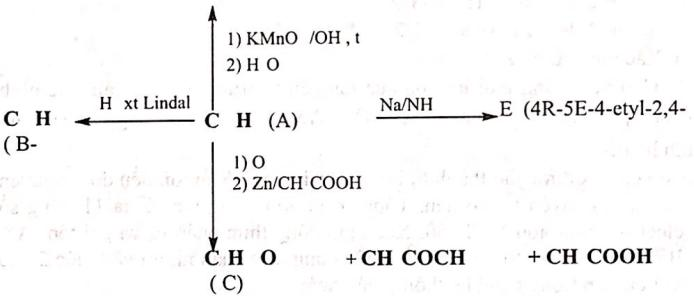 1) KMnO /OH , t
2) H O
H xt Lindal
C H
( B-
C H (A)
Na/NH
E (4R-5E-4-etyl-2,4-
1) O
2) Zn/CH COOH
C H O + CH COCH + CH COOH
( C)